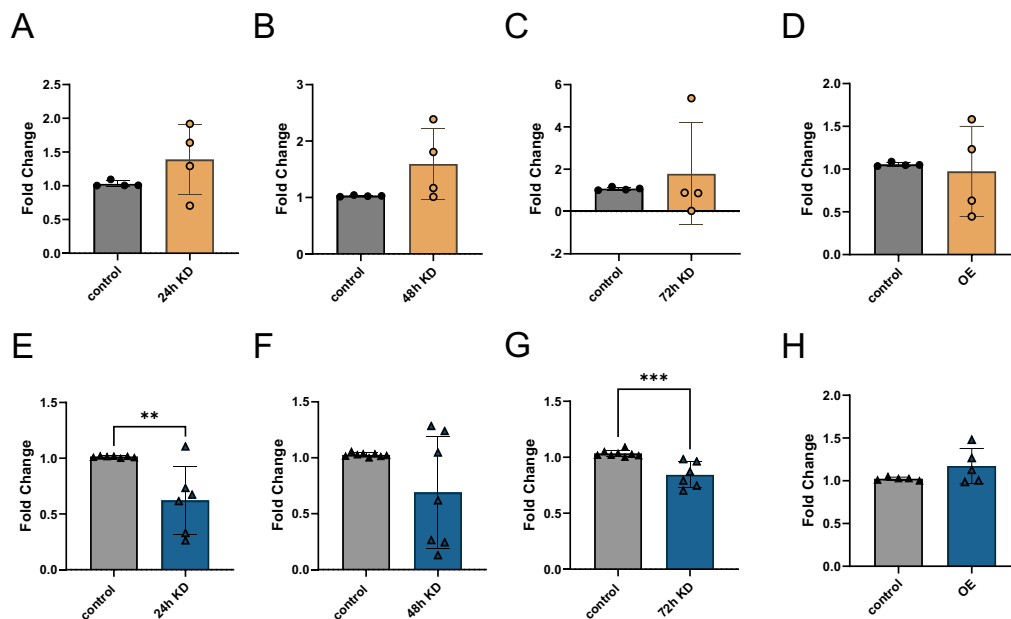 A
B
C
D
Fold Change
2.5
2.0
1.5
1.0
0.5
0.0
control
24h KD
Fold Change
3
2
1
0
control
48h KD
Fold Change
6
4
2
0
-2
control
72h KD
Fold Change
2.0
1.5
1.0
0.5
0.0
control
OE
E
F
G
H
Fold Change
1.5
1.0
0.5
0.0
**
control
24h KD
Fold Change
1.5
1.0
0.5
0.0
control
48h KD
Fold Change
1.5
1.0
0.5
0.0
***
control
72h KD
Fold Change
2.0
1.5
1.0
0.5
0.0
control
OE